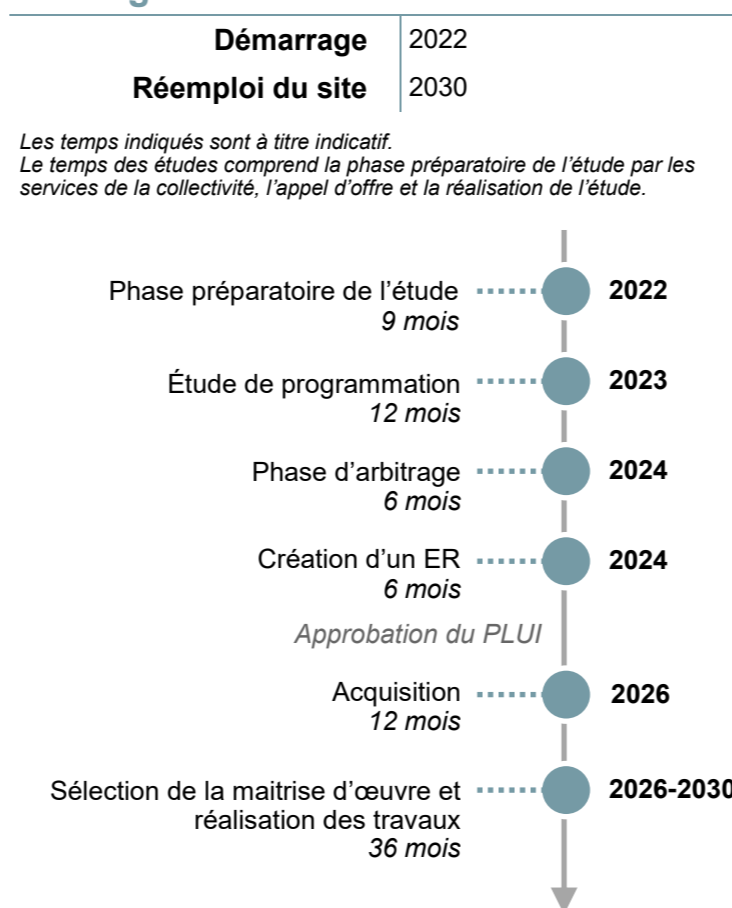 Démarrage 2022
Réemploi du site 2030
Les temps indiqués sont à titre indicatif.
Le temps des études comprend la phase préparatoire de l'étude par les
services de la collectivité, l'appel d'offre et la réalisation de l'étude.
Phase préparatoire de l'étude 2022
9 mois
Étude de programmation 2023
12 mois
Phase d'arbitrage 2024
6 mois
Création d'un ER 2024
6 mois
Approbation du PLUI
Acquisition 2026
12 mois
Sélection de la maitrise d'œuvre et 2026-2030
réalisation des travaux
36 mois